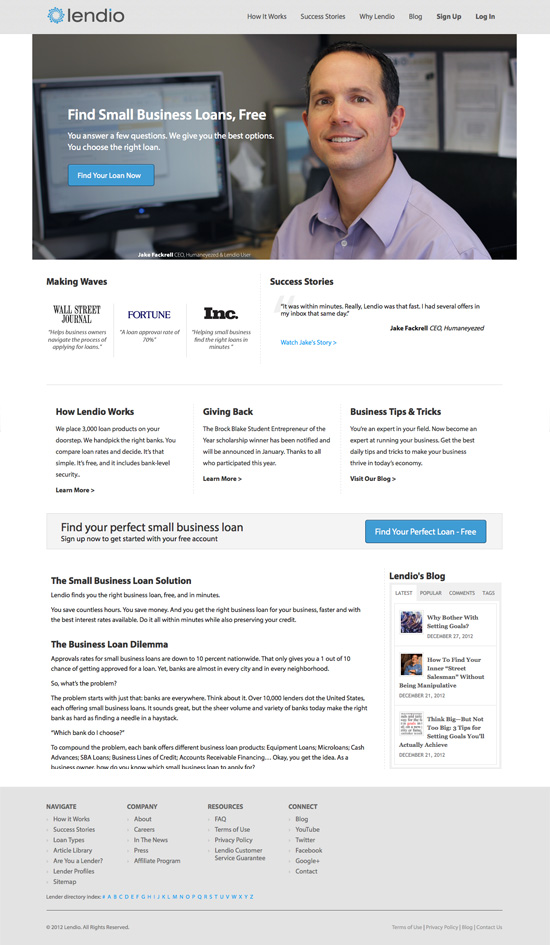 lendio
How It Works Success Stories Why Lendio Blog Sign Up Log In
Find Small Business Loans, Free
You answer a few questions. We give you the best options.
You choose the right loan.
Find Your Loan Now
Jake Fackrell CEO, Humaneyezed & Lendio User
Making Waves
WALL STREET
JOURNAL
"Helps business owners
navigate the process of
applying for loans."
FORTUNE
"A loan approval rate of
70%"
Inc.
"Helping small business
find the right loans in
minutes "
Success Stories
"It was within minutes. Really, Lendio was that fast. I had several offers in
my inbox that same day."
Jake Fackrell CEO, Humaneyezed
Watch Jake's Story >
How Lendio Works
We place 3,000 loan products on your
doorstep. We handpick the right banks. You
compare loan rates and decide. It's that
simple. It's free, and it includes bank-level
security..
Learn More >
Giving Back
The Brock Blake Student Entrepreneur of the
Year scholarship winner has been notified and
will be announced in January. Thanks to all
who participated this year.
Learn More >
Business Tips & Tricks
You're an expert in your field. Now become an
expert at running your business. Get the best
daily tips and tricks to make your business
thrive in today's economy.
Visit Our Blog >
Find your perfect small business loan
Sign up now to get started with your free account
Find Your Perfect Loan - Free
The Small Business Loan Solution
Lendio finds you the right business loan, free, and in minutes.
You save countless hours. You save money. And you get the right business loan for your business, faster and with
the best interest rates available. Do it all within minutes while also preserving your credit.
The Business Loan Dilemma
Approvals rates for small business loans are down to 10 percent nationwide. That only gives you a 1 out of 10
chance of getting approved for a loan. Yet, banks are almost in every city and in every neighborhood.
So, what's the problem?
The problem starts with just that: banks are everywhere. Think about it. Over 10,000 lenders dot the United States,
each offering small business loans. It sounds great, but the sheer volume and variety of banks today make the right
bank as hard as finding a needle in a haystack.
"Which bank do I choose?"
To compound the problem, each bank offers different business loan products: Equipment Loans; Microloans; Cash
Advances; SBA Loans; Business Lines of Credit; Accounts Receivable Financing… Okay, you get the idea. As a
business owner, how do you know which small business loan to apply for?
Lendio's Blog
LATEST POPULAR COMMENTS TAGS
Why Bother With
Setting Goals?
DECEMBER 27, 2012
How To Find Your
Inner "Street
Salesman" Without
Being Manipulative
DECEMBER 21, 2012
Think Big—But Not
Too Big: 3 Tips for
Setting Goals You'll
Actually Achieve
DECEMBER 21, 2012
NAVIGATE
How it Works
Success Stories
Loan Types
Article Library
Are You a Lender?
Lender Profiles
Sitemap
COMPANY
About
Careers
In The News
Press
Affiliate Program
RESOURCES
FAQ
Terms of Use
Privacy Policy
Lendio Customer
Service Guarantee
CONNECT
Blog
YouTube
Twitter
Facebook
Google+
Contact
Lender directory index: # A B C D E F G H I J K L M N O P Q R S T U V W X Y Z
© 2012 Lendio. All Rights Reserved.
Terms of Use | Privacy Policy | Blog | Contact Us